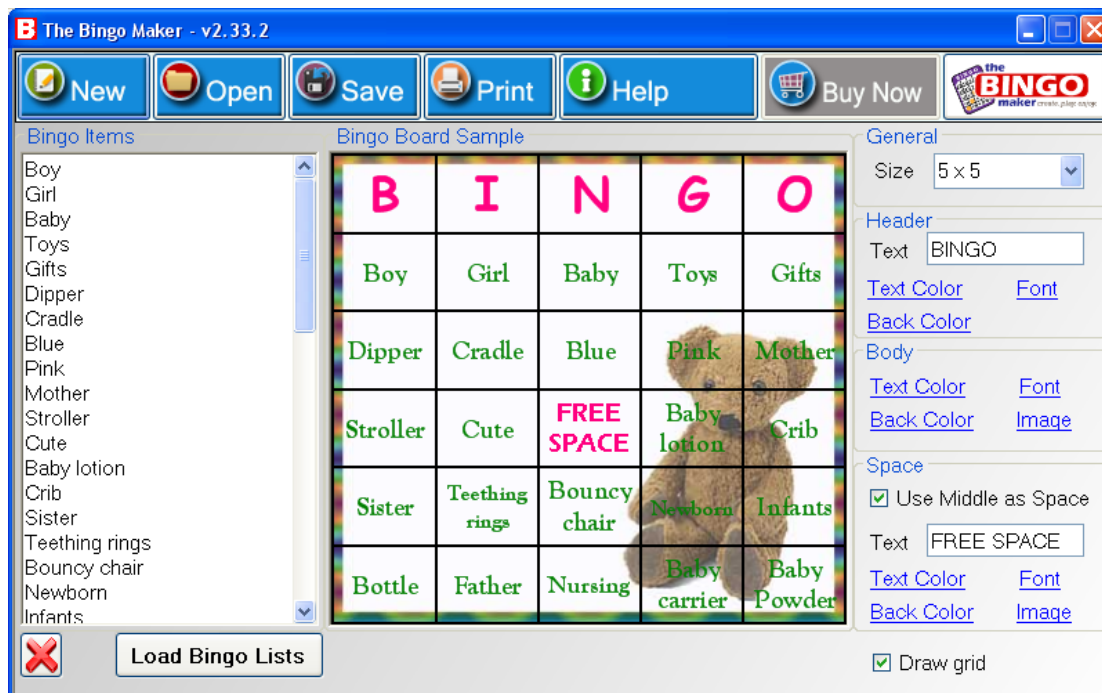 The Bingo Maker - v2.33.2
New Open Save Print Help Buy Now the BINGO maker create, play, enjoy
Bingo Items
Boy
Girl
Baby
Toys
Gifts
Dipper
Cradle
Blue
Pink
Mother
Stroller
Cute
Baby lotion
Crib
Sister
Teething rings
Bouncy chair
Newborn
Infants
Load Bingo Lists
Bingo Board Sample
B I N G O
Boy Girl Baby Toys Gifts
Dipper Cradle Blue Pink Mother
Stroller Cute FREE SPACE Baby lotion Crib
Sister Teething rings Bouncy chair Newborn Infants
Bottle Father Nursing Baby carrier Baby Powder
General
Size 5 x 5
Header
Text BINGO
Text Color Font
Back Color
Body
Text Color Font
Back Color Image
Space
Use Middle as Space
Text FREE SPACE
Text Color Font
Back Color Image
Draw grid